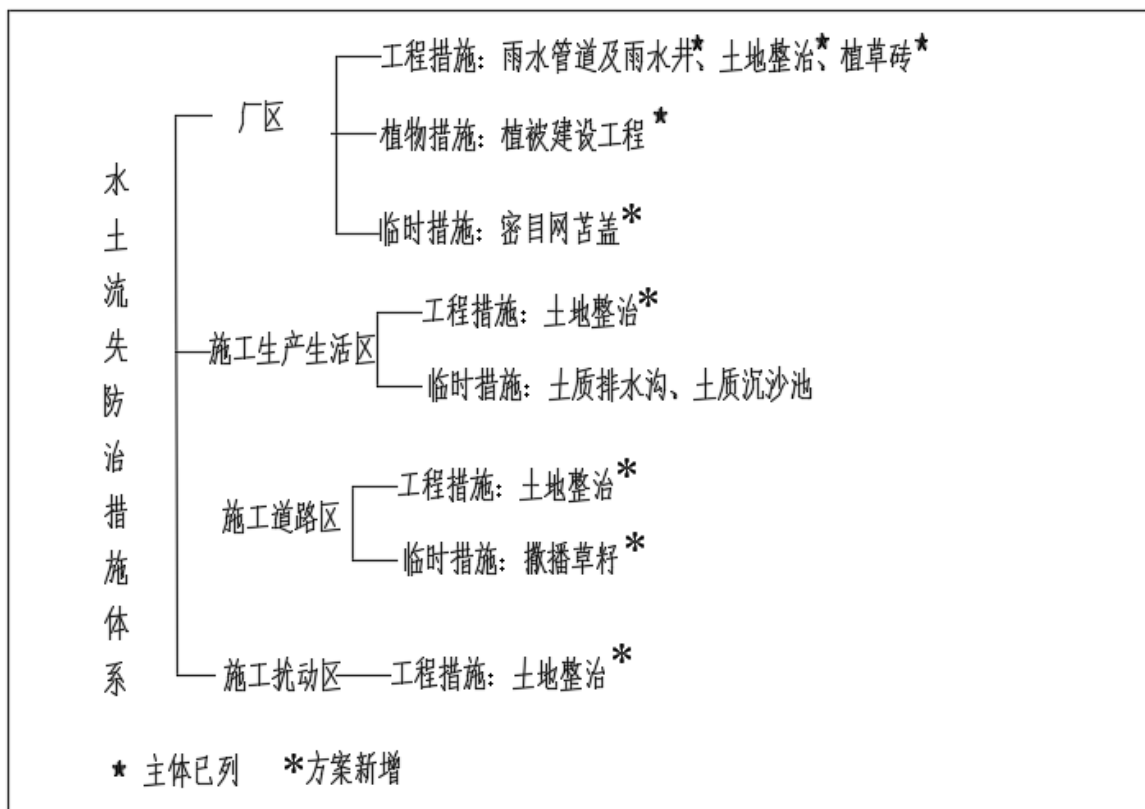 工程措施：雨水管道及雨水井★、土地整治★、植草砖★
厂区
植物措施：植被建设工程★
临时措施：密目网苫盖*
水土流失防治措施体系
工程措施：土地整治*
施工生产生活区
临时措施：土质排水沟、土质沉沙池
工程措施：土地整治*
施工道路区
临时措施：撒播草籽*
施工扰动区
工程措施：土地整治*
★ 主体已列 *方案新增